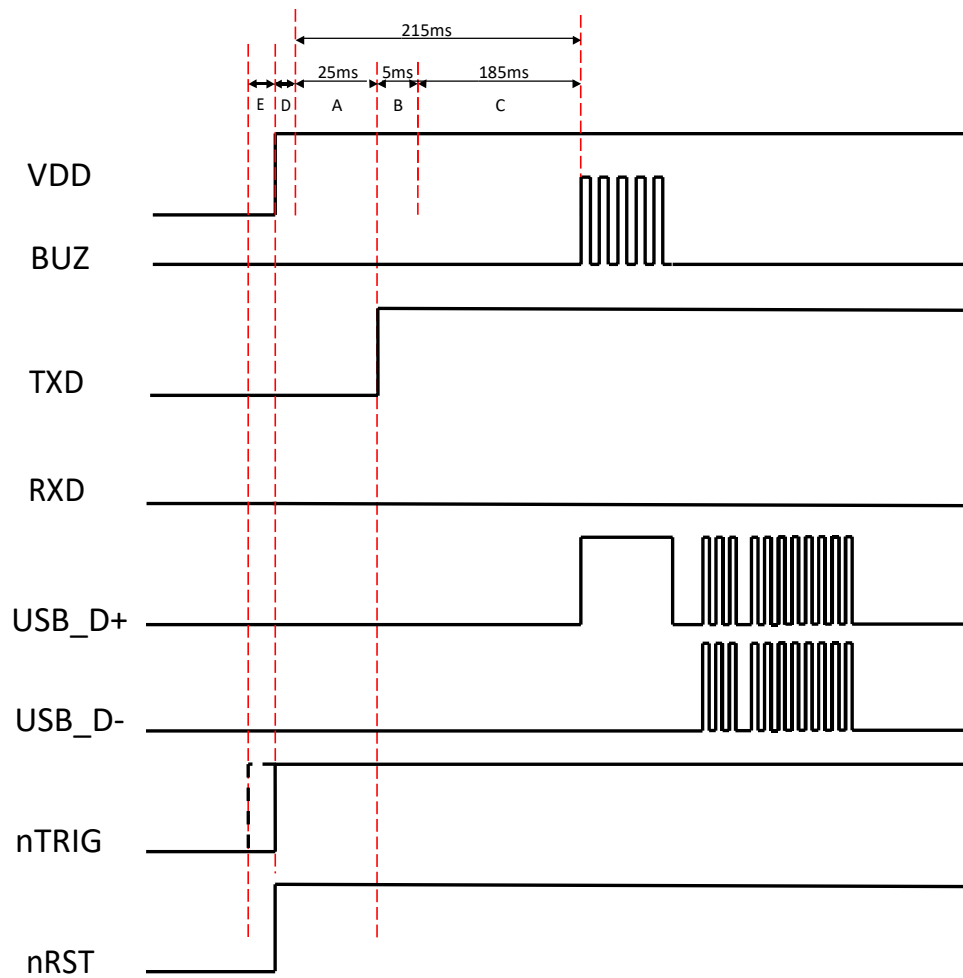 215ms
25ms 5ms 185ms
E D A B C
VDD
BUZ
TXD
RXD
USB_D+
USB_D-
nTRIG
nRST